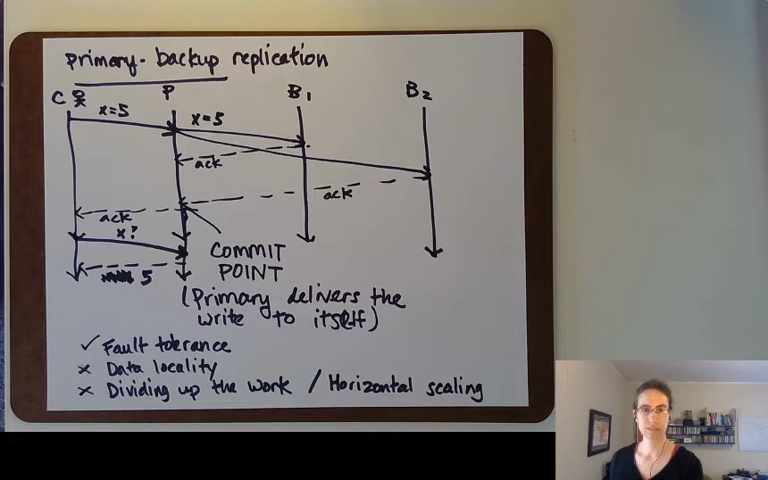 primary-backup replication
C P B1 B2
x=5 x=5
ack
ack
ack
x?
COMMIT
POINT
5
(Primary delivers the
write to itself)
✓ Fault tolerance
x Data locality
x Dividing up the work / Horizontal scaling